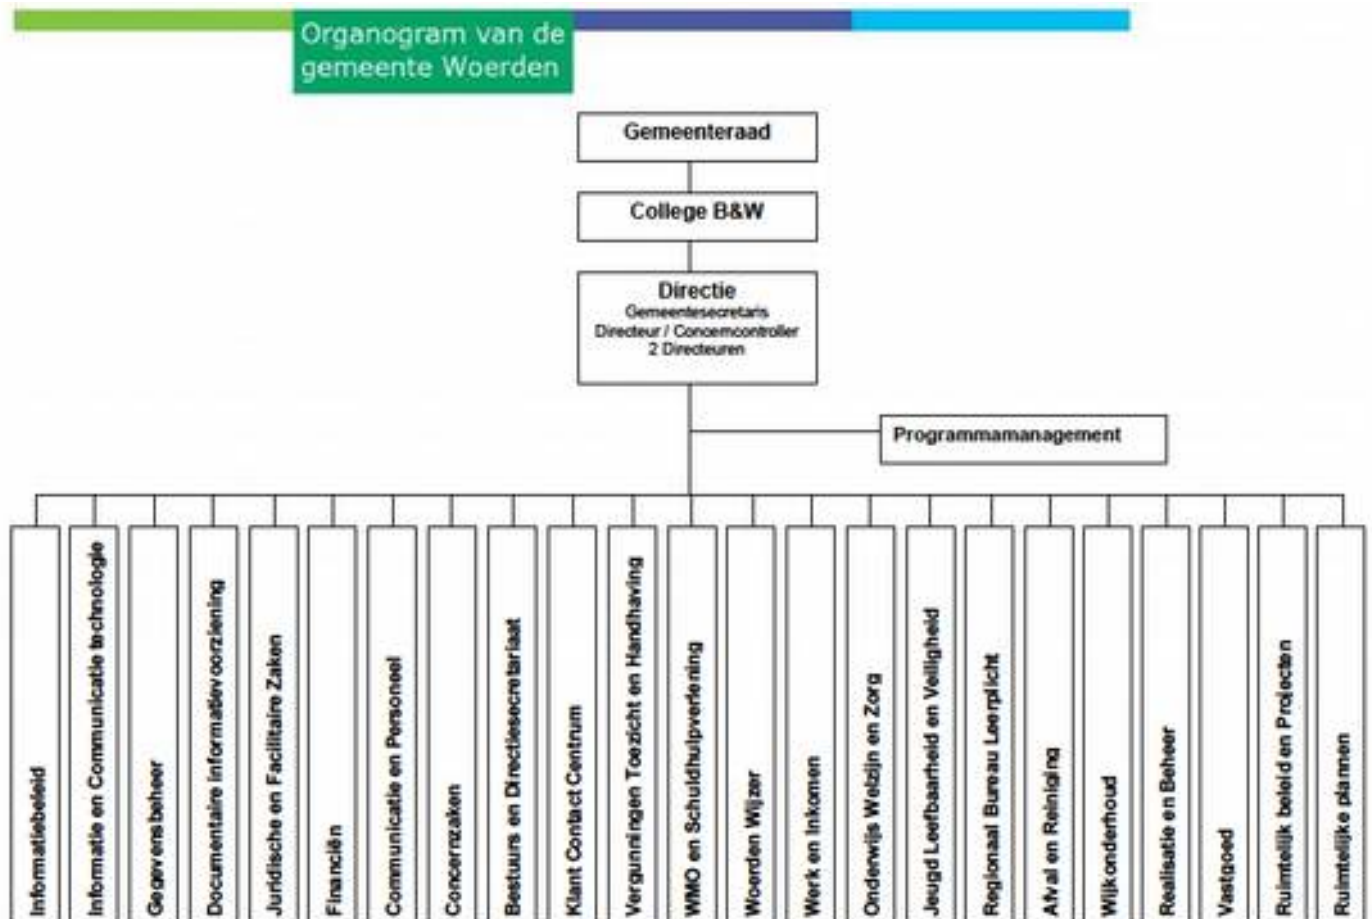 Organogram van de
gemeente Woerden
Gemeenteraad
College B&W
Directie
Gemeentesecretaris
Directeur / Concerncontroller
2 Directeuren
Programmamanagement
Informatiebeleid
Informatie en Communicatie technologie
Gegevensbeheer
Documentaire informatievoorziening
Juridische en Facilitaire Zaken
Financiën
Communicatie en Personeel
Concernzaken
Bestuurs en Directiesecretariaat
Klant Contact Centrum
Vergunningen Toezicht en Handhaving
WMO en Schuldhulpverlening
Woerden Wijzer
Werk en Inkomen
Onderwijs Welzijn en Zorg
Jeugd Leefbaarheid en Veiligheid
Regionaal Bureau Leerplicht
Afval en Reiniging
Wijkonderhoud
Realisatie en Beheer
Vastgoed
Ruimtelijk beleid en Projecten
Ruimtelijke plannen